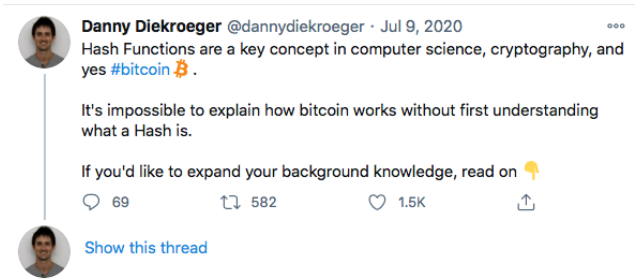 Danny Diekroeger @dannydiekroeger · Jul 9, 2020
Hash Functions are a key concept in computer science, cryptography, and
yes #bitcoin .
It's impossible to explain how bitcoin works without first understanding
what a Hash is.
If you'd like to expand your background knowledge, read on 👇
69 582 1.5K
Show this thread